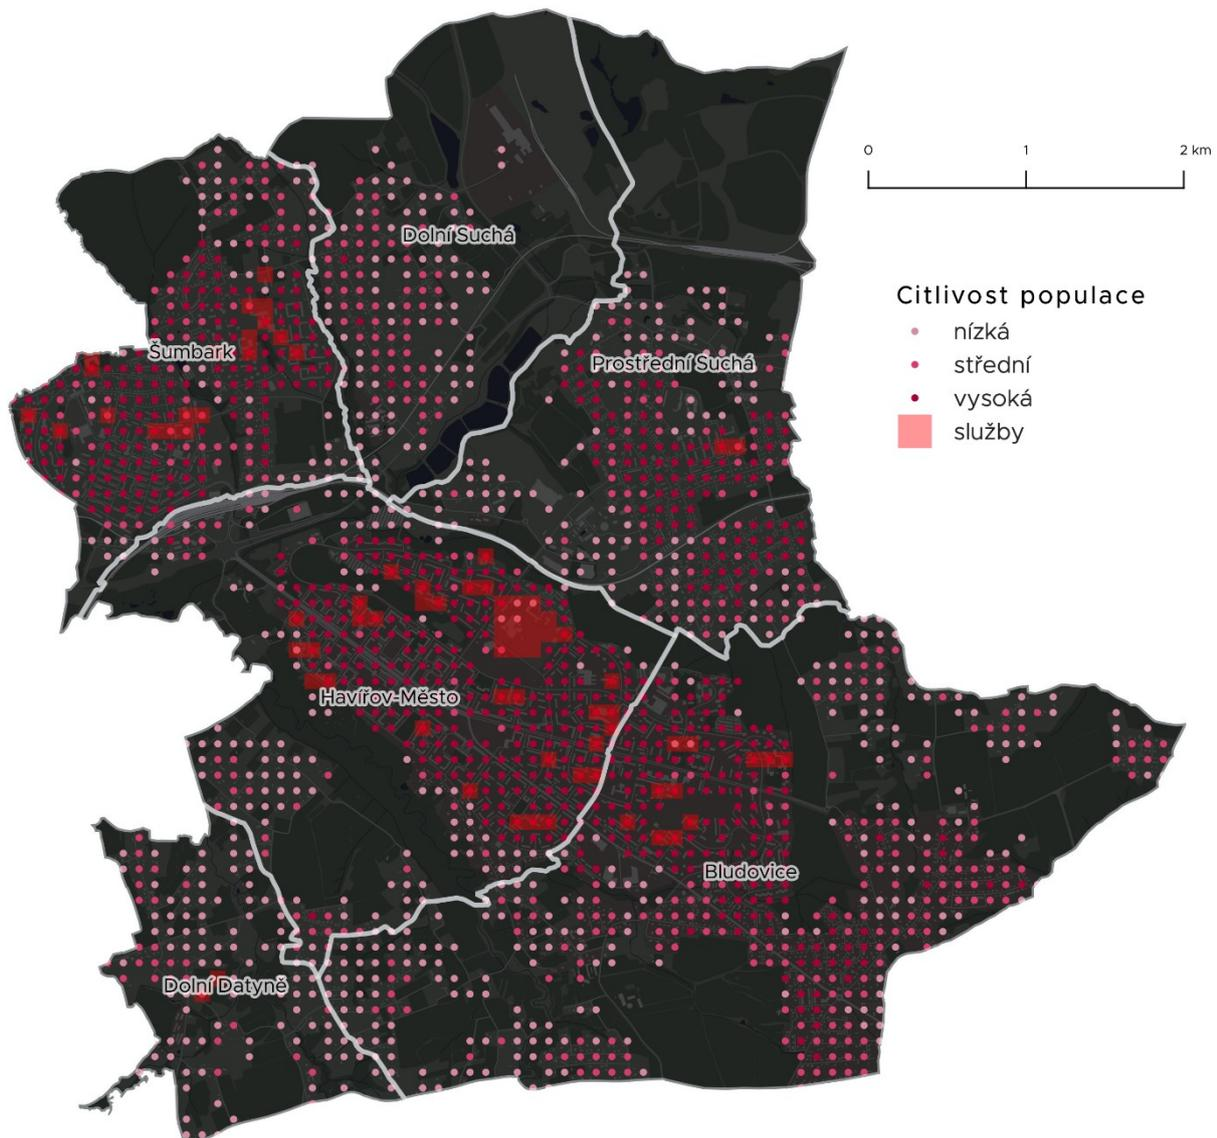 0 1 2 km
Dolní Suchá
Citlivost populace
nízká
Šumbark
Prostřední Suchá
střední
vysoká
služby
Havířov-Město
Bludovice
Dolní Datyně